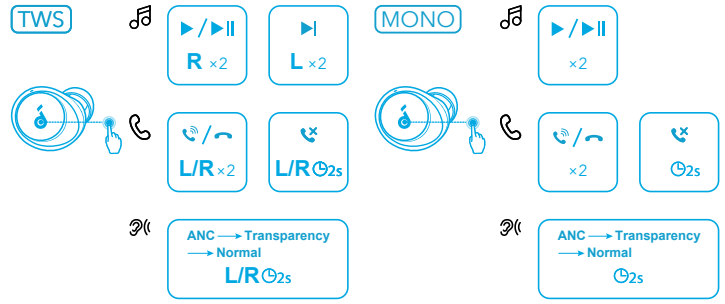 TWS
R ×2
L ×2
L/R ×2
L/R 2s
ANC → Transparency
→ Normal
L/R 2s
MONO
×2
×2
2s
ANC → Transparency
→ Normal
2s